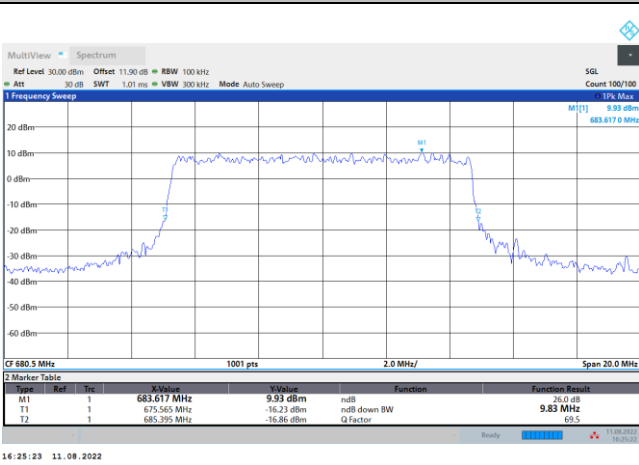 MultiView Spectrum
Ref Level 30.00 dBm Offset 11.90 dB RBW 100 kHz SGL
Att 30 dB SWT 1.01 ms VBW 300 kHz Mode Auto Sweep Count 100/100
1 Frequency Sweep 1Pk Max
M1[1] 9.93 dBm
683.617 0 MHz
20 dBm
M1
10 dBm
0 dBm
-10 dBm
T1 T2
-20 dBm
-30 dBm
-40 dBm
-50 dBm
-60 dBm
CF 680.5 MHz 1001 pts 2.0 MHz/ Span 20.0 MHz
2 Marker Table
Type Ref Trc X-Value Y-Value Function Function Result
M1 1 683.617 MHz 9.93 dBm ndB 26.0 dB
T1 1 675.565 MHz -16.23 dBm ndB down BW 9.83 MHz
T2 1 685.395 MHz -16.86 dBm Q Factor 69.5
Ready 11.08.2022
16:25:22
16:25:23 11.08.2022